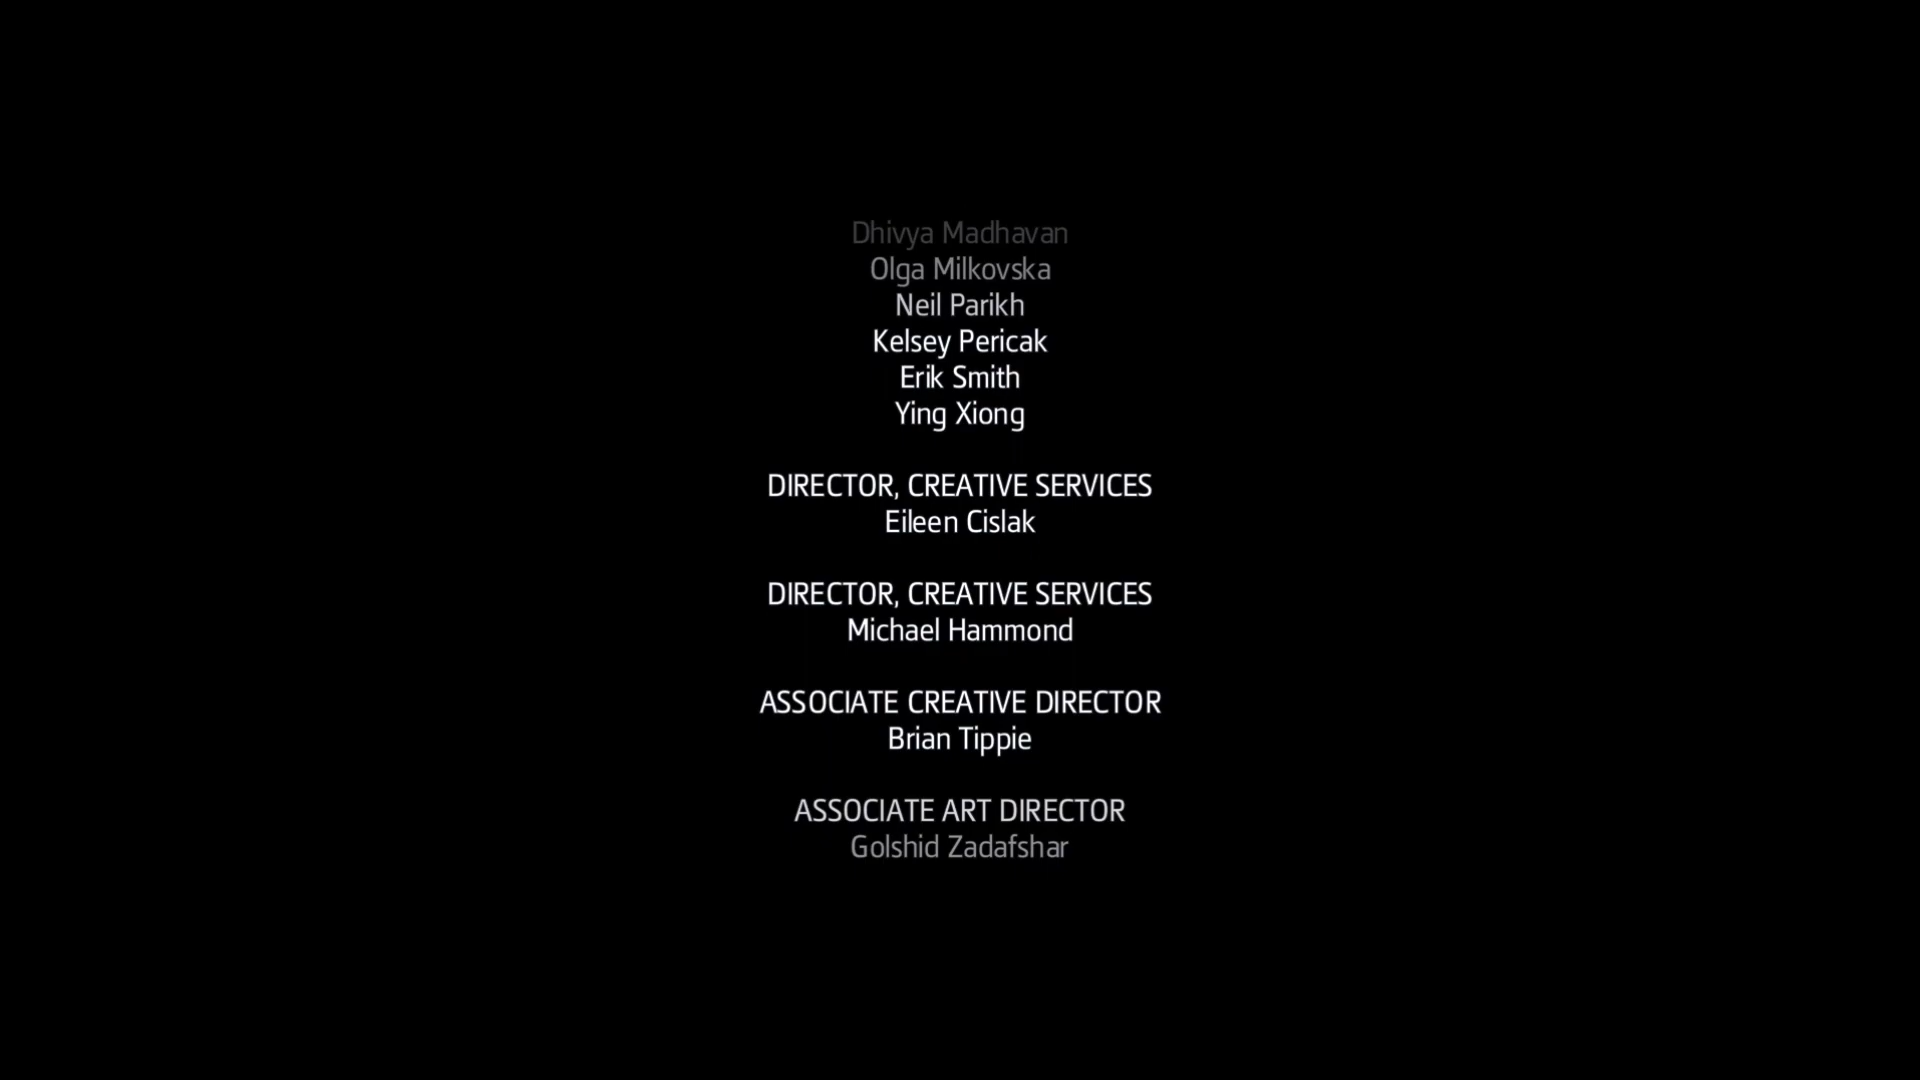 Dhivya Madhavan
Olga Milkovska
Neil Parikh
Kelsey Pericak
Erik Smith
Ying Xiong
DIRECTOR, CREATIVE SERVICES
Eileen Cislak
DIRECTOR, CREATIVE SERVICES
Michael Hammond
ASSOCIATE CREATIVE DIRECTOR
Brian Tippie
ASSOCIATE ART DIRECTOR
Golshid Zadafshar